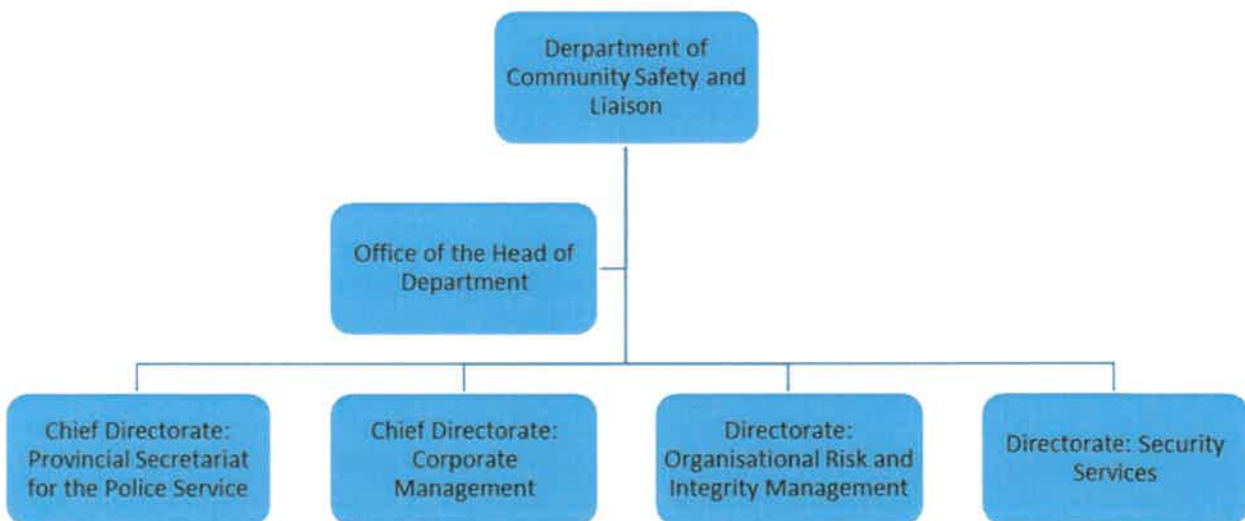 Derpartment of
Community Safety and
Liaison
Office of the Head of
Department
Chief Directorate:
Provincial Secretariat
for the Police Service
Chief Directorate:
Corporate
Management
Directorate:
Organisational Risk and
Integrity Management
Directorate: Security
Services